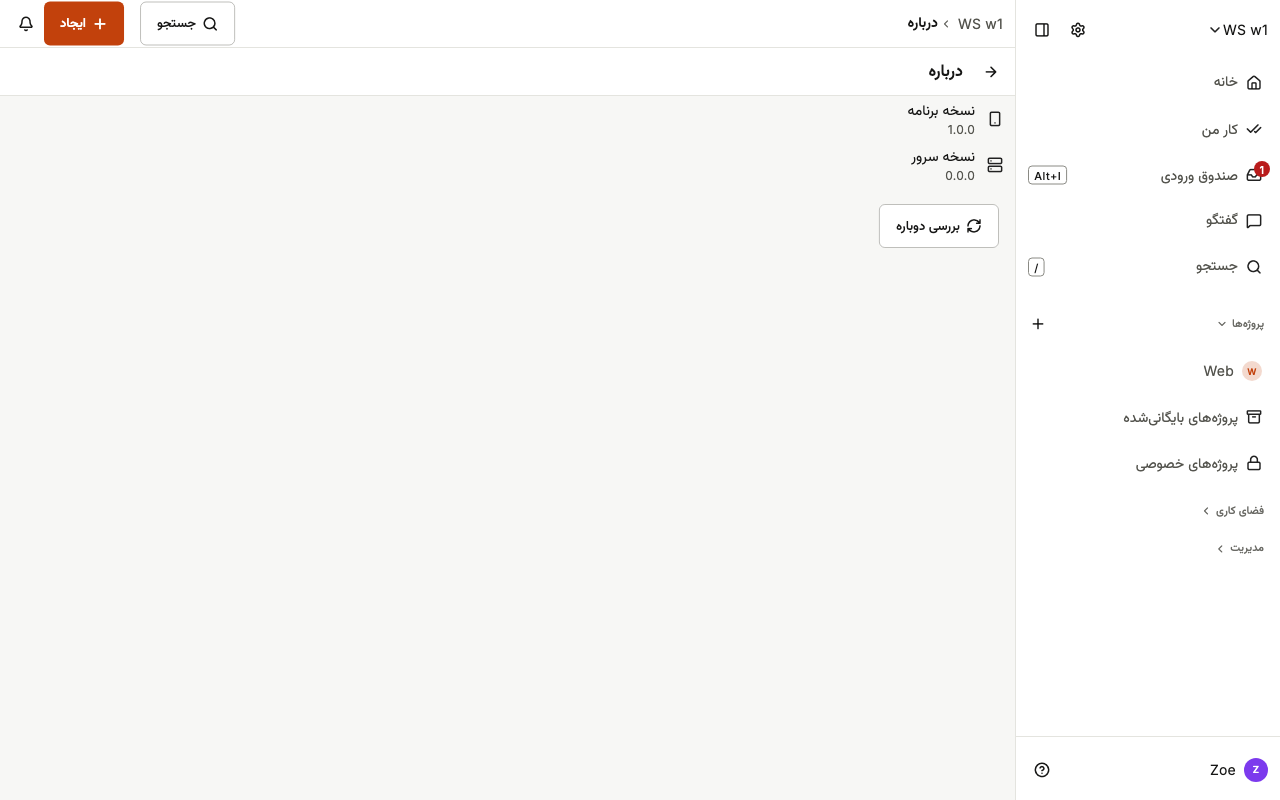 WS w1
خانه
کار من
1
صندوق ورودی
Alt+I
گفتگو
جستجو
/
پروژه‌ها
W
Web
پروژه‌های بایگانی‌شده
پروژه‌های خصوصی
فضای کاری
مدیریت
Z
Zoe
WS w1 › درباره
جستجو
ایجاد
درباره
نسخه برنامه
1.0.0
نسخه سرور
0.0.0
بررسی دوباره